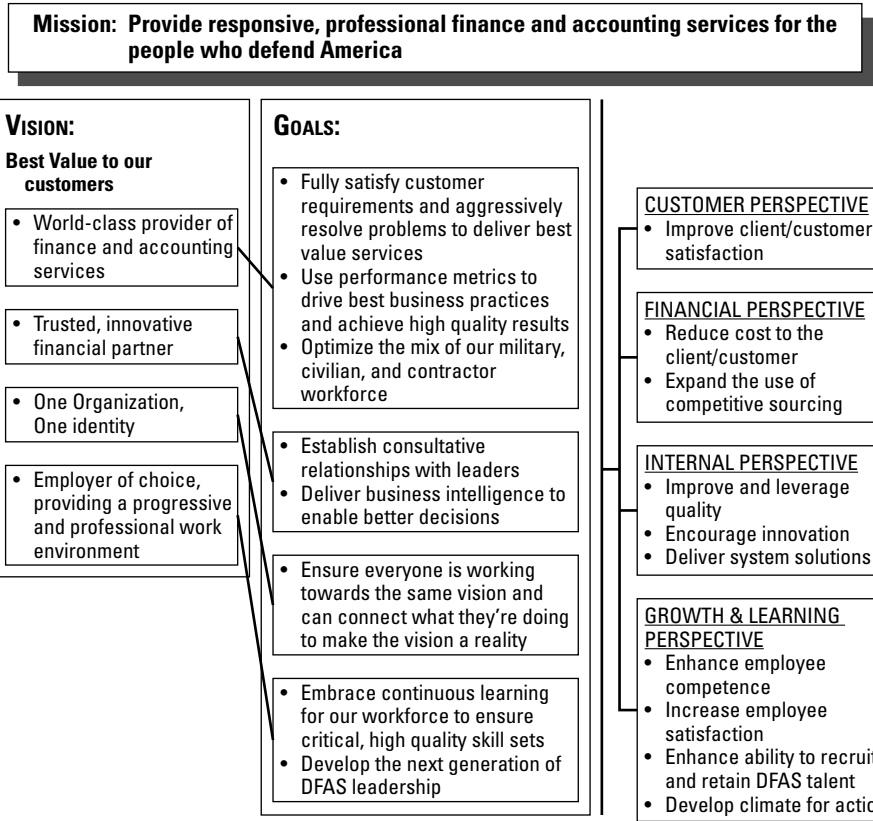 Mission: Provide responsive, professional finance and accounting services for the
people who defend America
VISION:
Best Value to our
customers
• World-class provider of
finance and accounting
services
• Trusted, innovative
financial partner
• One Organization,
One identity
• Employer of choice,
providing a progressive
and professional work
environment
GOALS:
• Fully satisfy customer
requirements and aggressively
resolve problems to deliver best
value services
• Use performance metrics to
drive best business practices
and achieve high quality results
• Optimize the mix of our military,
civilian, and contractor
workforce
• Establish consultative
relationships with leaders
• Deliver business intelligence to
enable better decisions
• Ensure everyone is working
towards the same vision and
can connect what they're doing
to make the vision a reality
• Embrace continuous learning
for our workforce to ensure
critical, high quality skill sets
• Develop the next generation of
DFAS leadership
CUSTOMER PERSPECTIVE
• Improve client/customer
satisfaction
FINANCIAL PERSPECTIVE
• Reduce cost to the
client/customer
• Expand the use of
competitive sourcing
INTERNAL PERSPECTIVE
• Improve and leverage
quality
• Encourage innovation
• Deliver system solutions
GROWTH & LEARNING
PERSPECTIVE
• Enhance employee
competence
• Increase employee
satisfaction
• Enhance ability to recruit
and retain DFAS talent
• Develop climate for